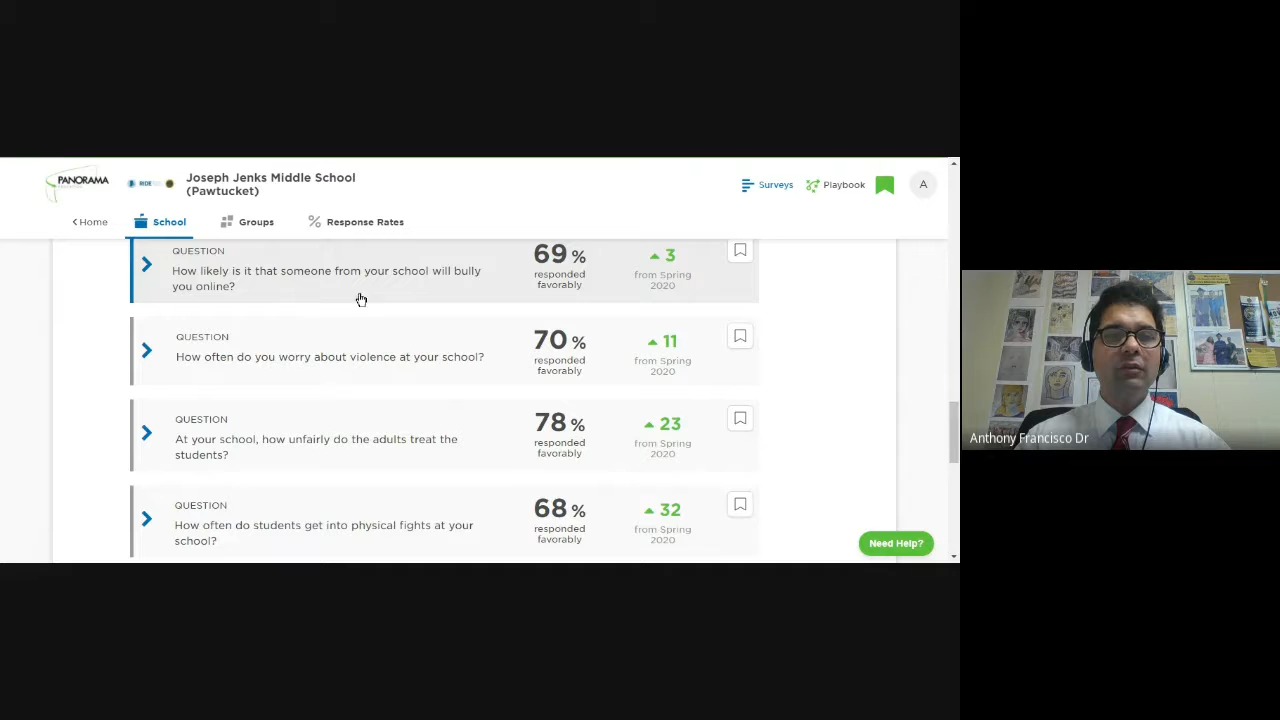 PANORAMA
RIDE
Joseph Jenks Middle School
(Pawtucket)
Surveys
Playbook
A
Home
School
Groups
Response Rates
QUESTION
How likely is it that someone from your school will bully
you online?
69 %
responded
favorably
3
from Spring
2020
QUESTION
How often do you worry about violence at your school?
70 %
responded
favorably
11
from Spring
2020
QUESTION
At your school, how unfairly do the adults treat the
students?
78 %
responded
favorably
23
from Spring
2020
QUESTION
How often do students get into physical fights at your
school?
68 %
responded
favorably
32
from Spring
2020
Need Help?
Anthony Francisco Dr